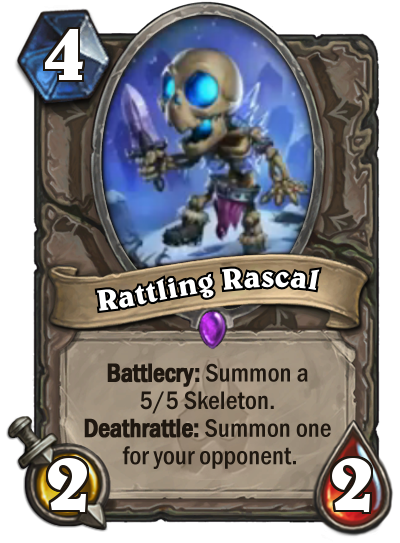 4
Rattling Rascal
Battlecry: Summon a
5/5 Skeleton.
Deathrattle: Summon one
for your opponent.
2
2